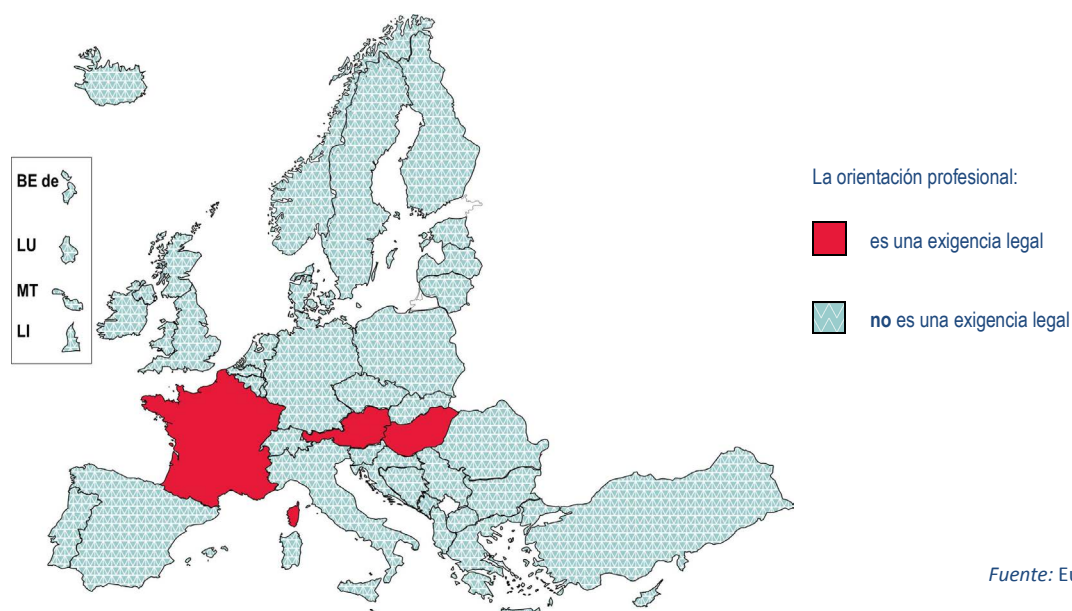 BE de
LU
MT
LI
La orientación profesional:
es una exigencia legal
no es una exigencia legal
Fuente: